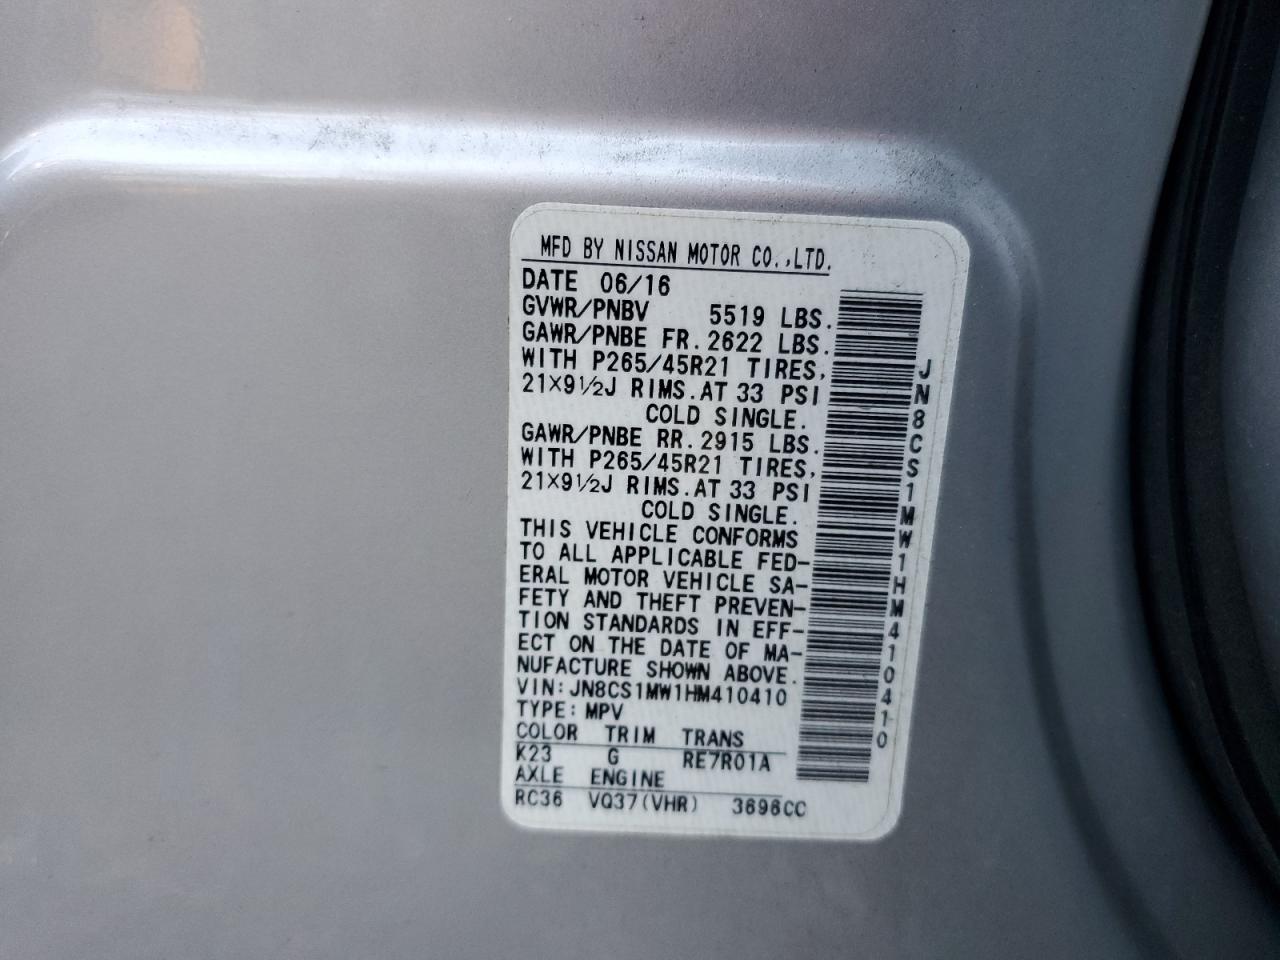 MFD BY NISSAN MOTOR CO.,LTD.
DATE 06/16
GVWR/PNBV 5519 LBS.
GAWR/PNBE FR. 2622 LBS.
WITH P265/45R21 TIRES,
21×9½J RIMS. AT 33 PSI
COLD SINGLE.
GAWR/PNBE RR. 2915 LBS.
WITH P265/45R21 TIRES,
21×9½J RIMS. AT 33 PSI
COLD SINGLE.
THIS VEHICLE CONFORMS
TO ALL APPLICABLE FED-
ERAL MOTOR VEHICLE SA-
FETY AND THEFT PREVEN-
TION STANDARDS IN EFF-
ECT ON THE DATE OF MA-
NUFACTURE SHOWN ABOVE.
VIN: JN8CS1MW1HM410410
TYPE: MPV
COLOR TRIM TRANS
K23 G RE7R01A
AXLE ENGINE
RC36 VQ37(VHR) 3696CC
JN8CS1MW1HM410410